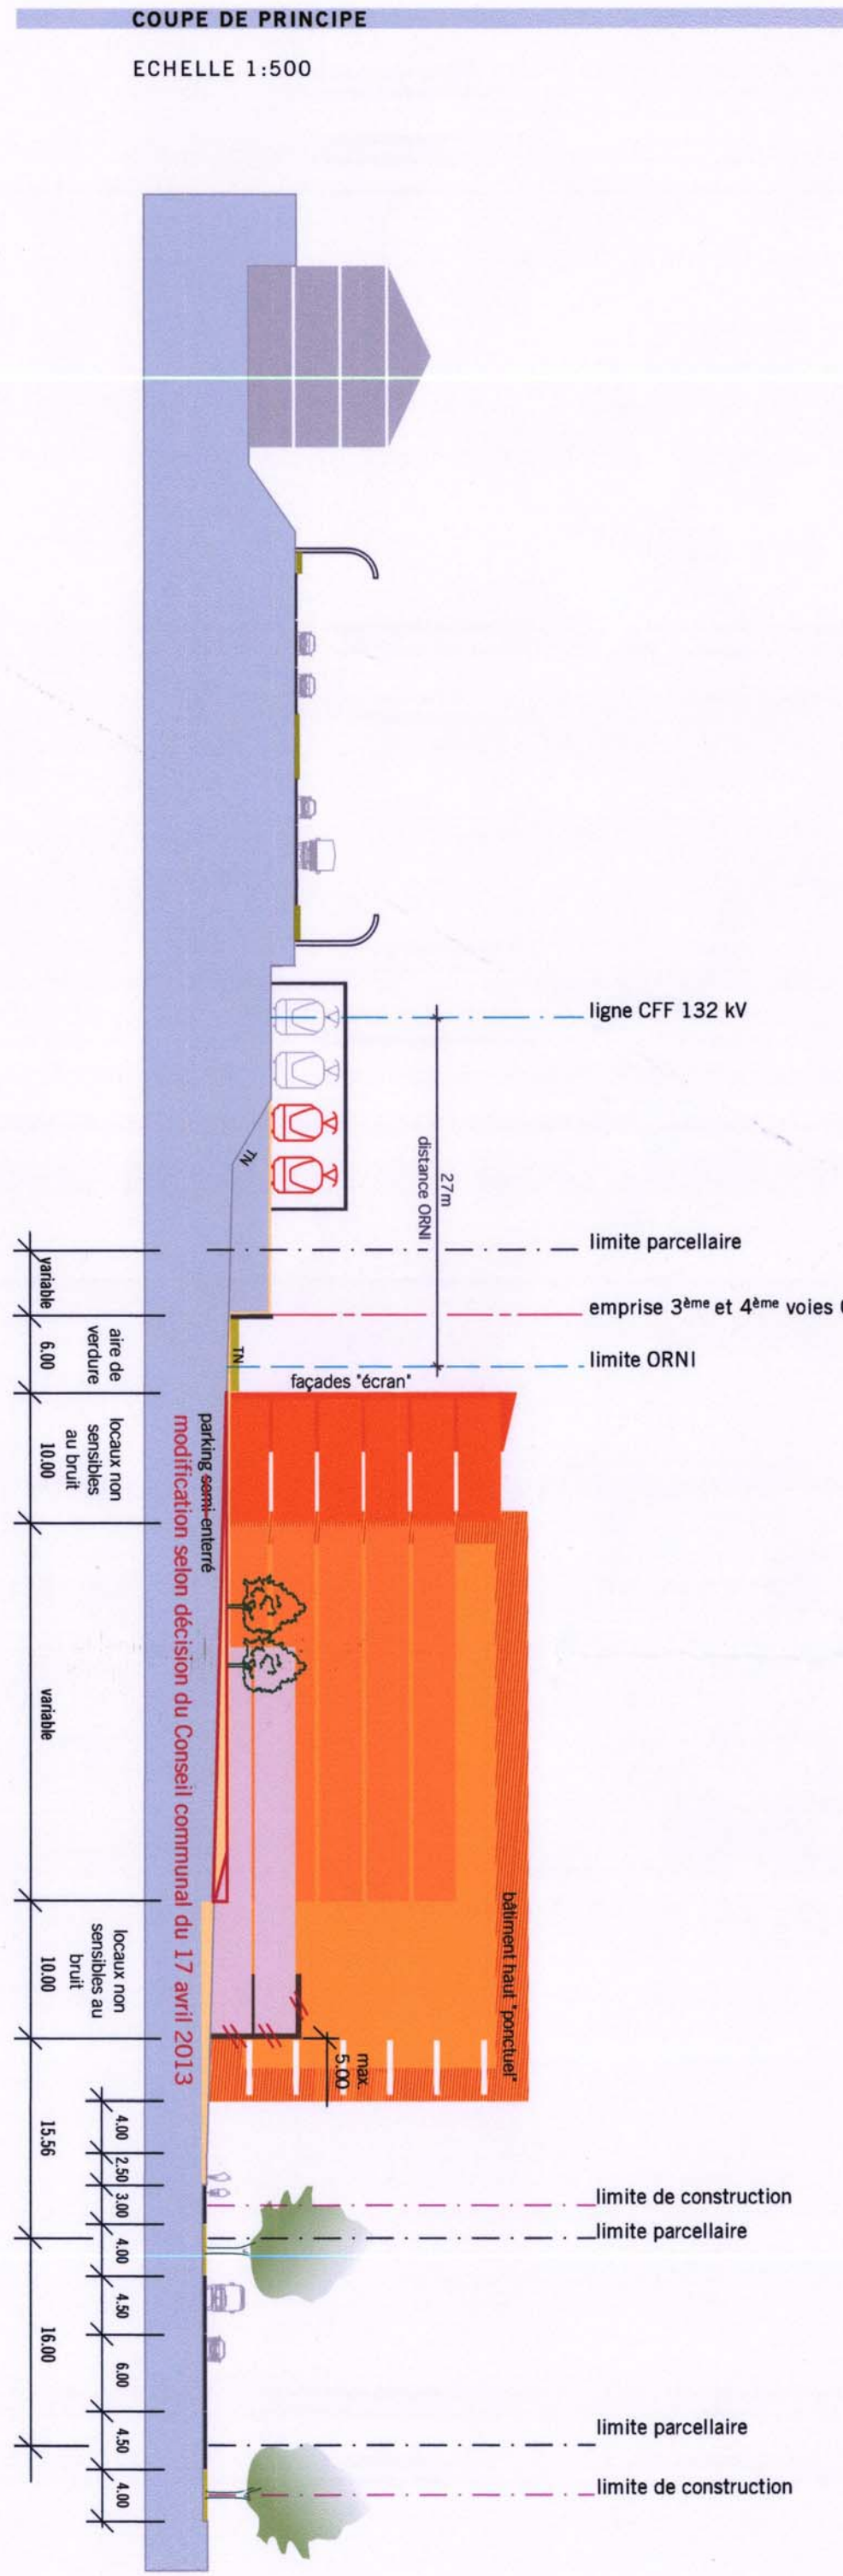 COUPE DE PRINCIPE
ECHELLE 1:500
ligne CFF 132 kV
27m
distance ORNI
TN
limite parcellaire
emprise 3ème et 4ème voies
limite ORNI
TN
façades "écran"
variable
6.00
aire de
verdure
10.00
locaux non
sensibles
au bruit
parking semi-enterré
modification selon décision du Conseil communal du 17 avril 2013
variable
bâtiment haut "ponctuel"
10.00
locaux non
sensibles au
bruit
max.
5.00
15.56
4.00
2.50
3.00
4.00
limite de construction
limite parcellaire
16.00
4.50
6.00
4.50
4.00
limite parcellaire
limite de construction